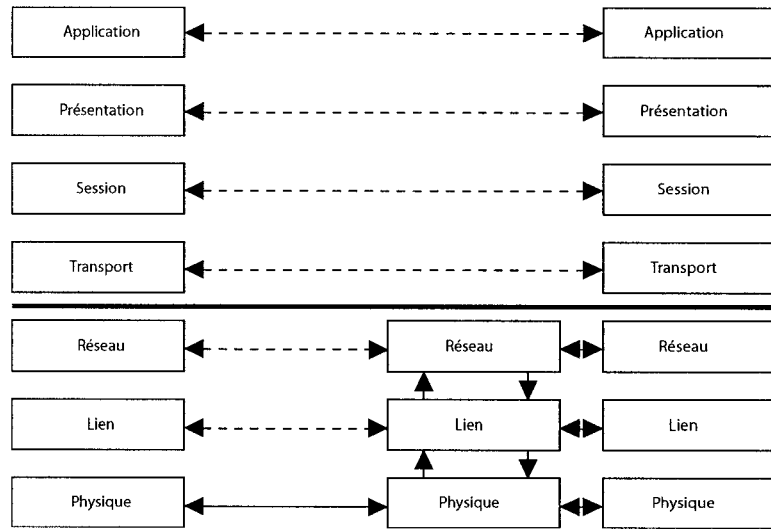 Application Application
Présentation Présentation
Session Session
Transport Transport
Réseau Réseau Réseau
Lien Lien Lien
Physique Physique Physique